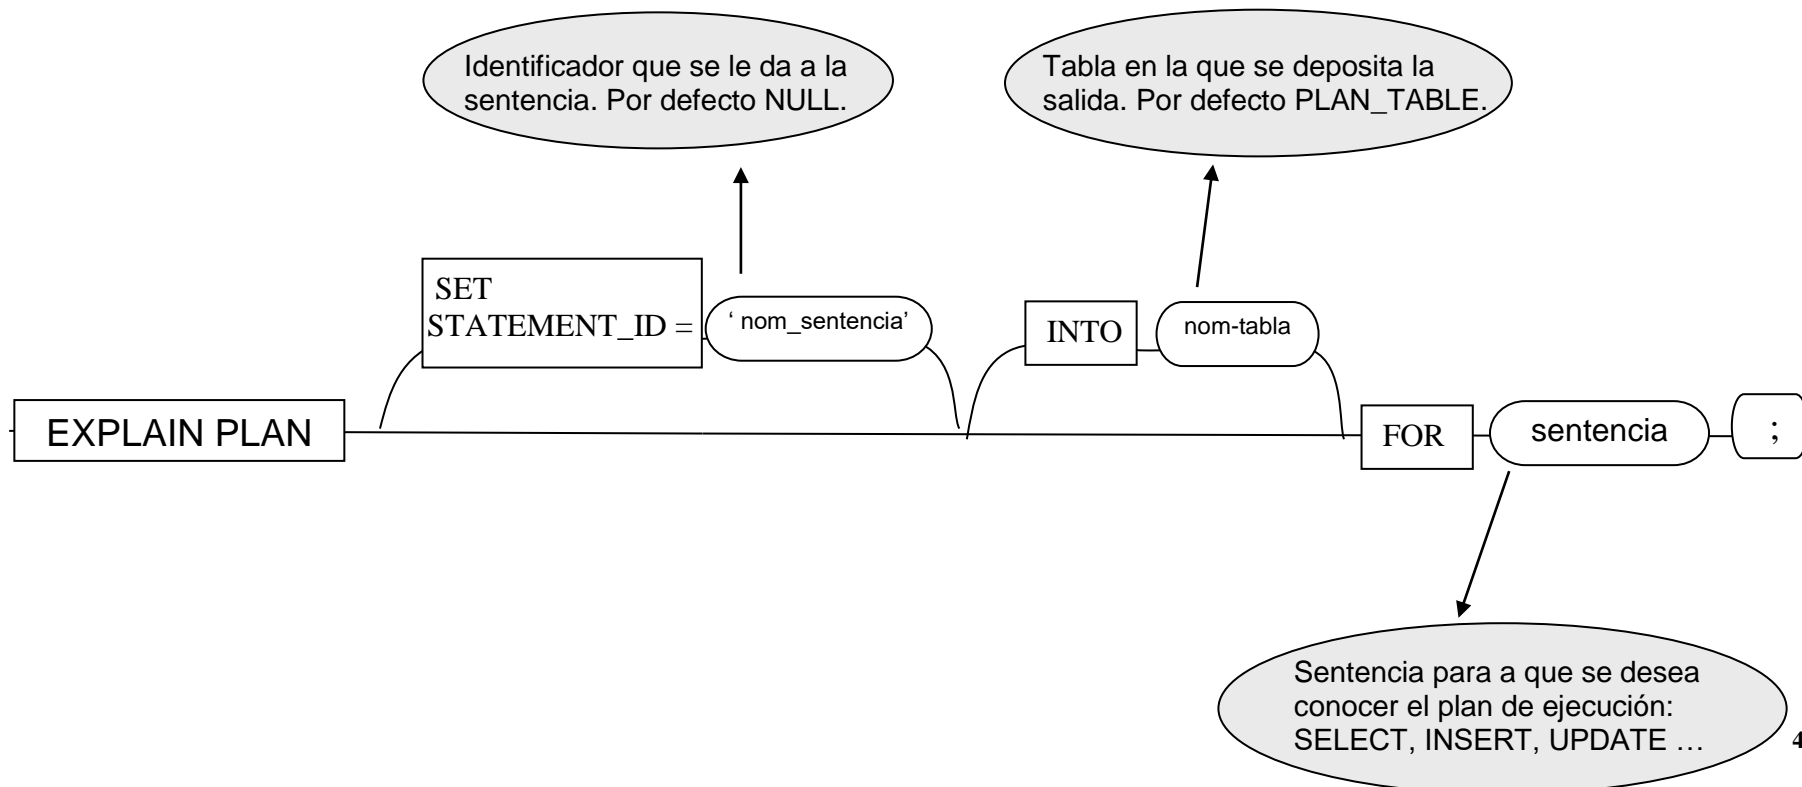 Identificador que se le da a la
sentencia. Por defecto NULL.
Tabla en la que se deposita la
salida. Por defecto PLAN_TABLE.
SET
STATEMENT_ID =
‘ nom_sentencia’
INTO
nom-tabla
EXPLAIN PLAN
FOR
sentencia
;
Sentencia para a que se desea
conocer el plan de ejecución:
SELECT, INSERT, UPDATE …
4